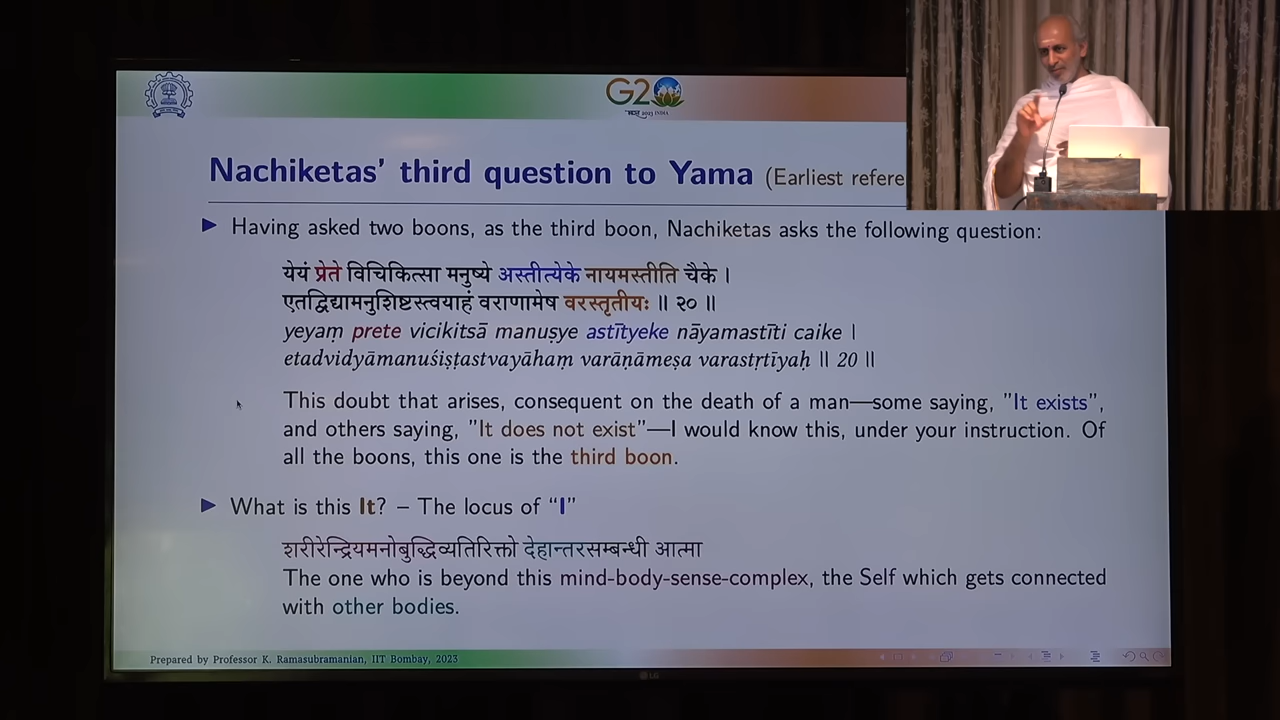 G20
भारत 2023 INDIA
Nachiketas' third question to Yama (Earliest refere
▶ Having asked two boons, as the third boon, Nachiketas asks the following question:
येयं प्रेते विचिकित्सा मनुष्ये अस्तीत्येके नायमस्तीति चैके ।
एतद्विद्यामनुशिष्टस्त्वयाहं वराणामेष वरस्तृतीयः ॥ २० ॥
yeyaṃ prete vicikitsā manuṣye astītyeke nāyamastīti caike |
etadvidyāmanuśiṣṭastvayāhaṃ varāṇāmeṣa varastṛtīyaḥ || 20 ||
This doubt that arises, consequent on the death of a man—some saying, "It exists",
and others saying, "It does not exist"—I would know this, under your instruction. Of
all the boons, this one is the third boon.
▶ What is this It? – The locus of “I”
शरीरेन्द्रियमनोबुद्धिव्यतिरिक्तो देहान्तरसम्बन्धी आत्मा
The one who is beyond this mind-body-sense-complex, the Self which gets connected
with other bodies.
Prepared by Professor K. Ramasubramanian, IIT Bombay, 2023
LG